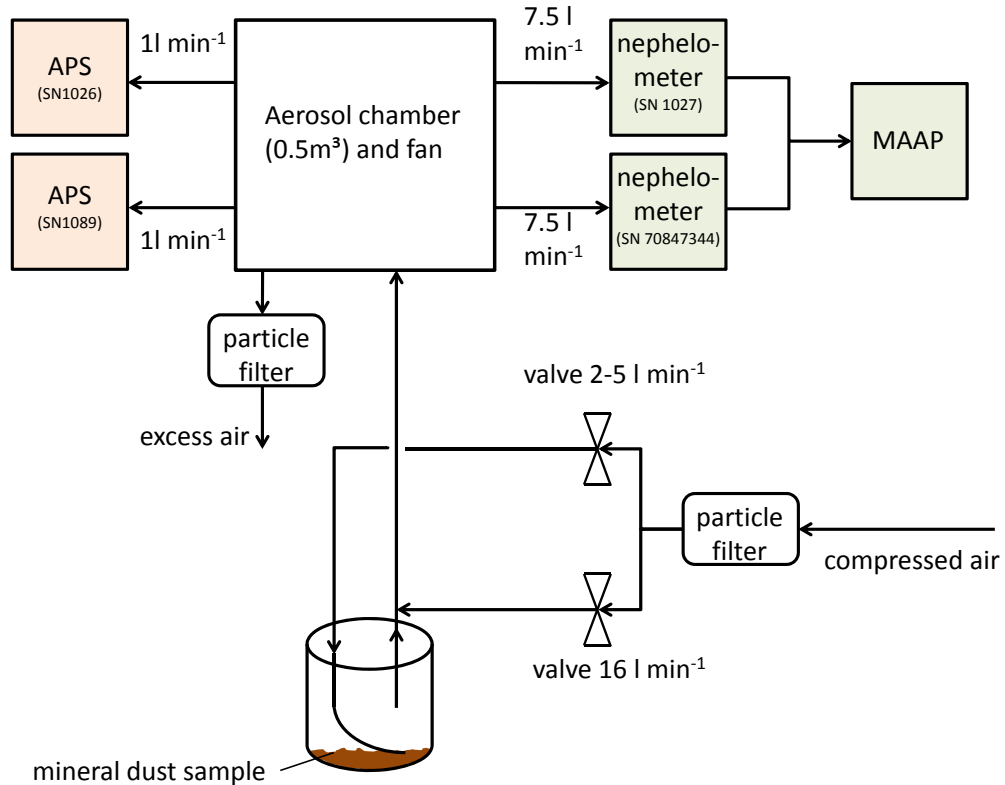 APS
(SN1026)
1l min⁻¹
Aerosol chamber
(0.5m³) and fan
7.5 l
min⁻¹
nephelo-
meter
(SN 1027)
MAAP
APS
(SN1089)
1l min⁻¹
7.5 l
min⁻¹
nephelo-
meter
(SN 70847344)
particle
filter
excess air
valve 2-5 l min⁻¹
particle
filter
compressed air
valve 16 l min⁻¹
mineral dust sample